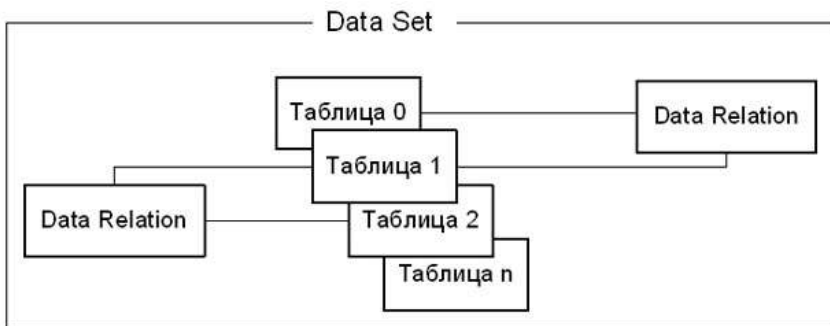 Data Set
Таблица 0
Data Relation
Таблица 1
Data Relation
Таблица 2
Таблица n